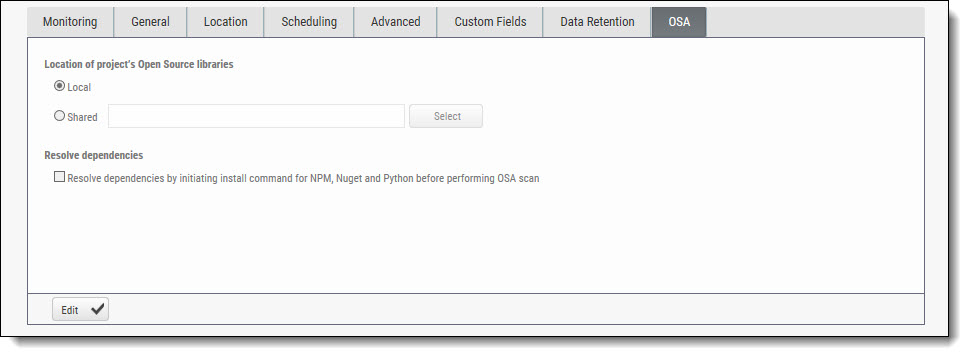 Monitoring General Location Scheduling Advanced Custom Fields Data Retention OSA
Location of project's Open Source libraries
Local
Shared Select
Resolve dependencies
Resolve dependencies by initiating install command for NPM, Nuget and Python before performing OSA scan
Edit